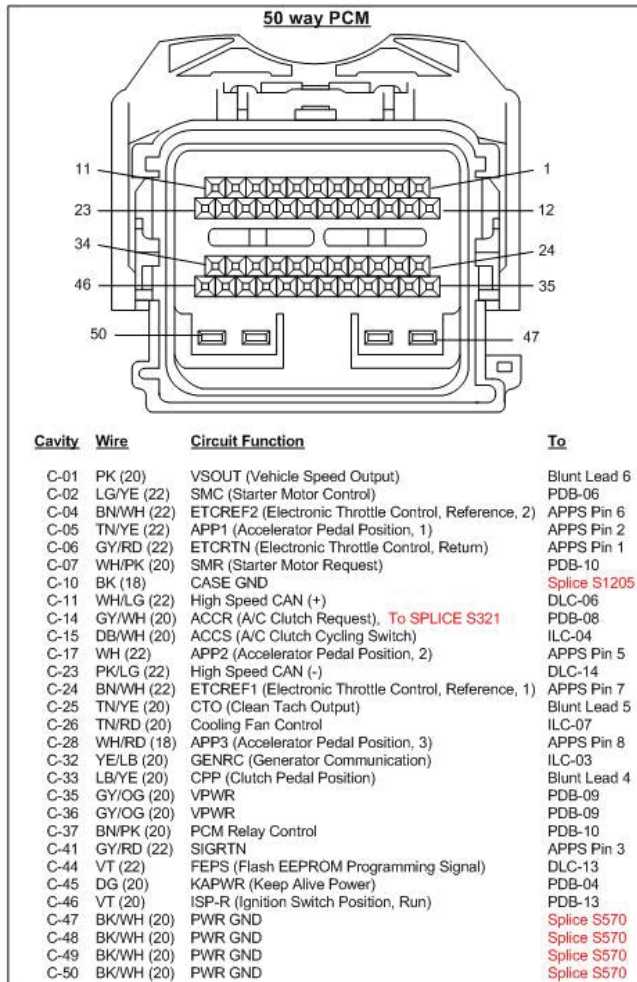 50 way PCM
11 1
23 12
34 24
46 35
50 47
Cavity Wire Circuit Function To
C-01 PK (20) VSOUT (Vehicle Speed Output) Blunt Lead 6
C-02 LG/YE (22) SMC (Starter Motor Control) PDB-06
C-04 BN/WH (22) ETCREF2 (Electronic Throttle Control, Reference, 2) APPS Pin 6
C-05 TN/YE (22) APP1 (Accelerator Pedal Position, 1) APPS Pin 2
C-06 GY/RD (22) ETCRTN (Electronic Throttle Control, Return) APPS Pin 1
C-07 WH/PK (20) SMR (Starter Motor Request) PDB-10
C-10 BK (18) CASE GND Splice S1205
C-11 WH/LG (22) High Speed CAN (+) DLC-06
C-14 GY/WH (20) ACCR (A/C Clutch Request), To SPLICE S321 PDB-08
C-15 DB/WH (20) ACCS (A/C Clutch Cycling Switch) ILC-04
C-17 WH (22) APP2 (Accelerator Pedal Position, 2) APPS Pin 5
C-23 PK/LG (22) High Speed CAN (-) DLC-14
C-24 BN/WH (22) ETCREF1 (Electronic Throttle Control, Reference, 1) APPS Pin 7
C-25 TN/YE (20) CTO (Clean Tach Output) Blunt Lead 5
C-26 TN/RD (20) Cooling Fan Control ILC-07
C-28 WH/RD (18) APP3 (Accelerator Pedal Position, 3) APPS Pin 8
C-32 YE/LB (20) GENRC (Generator Communication) ILC-03
C-33 LB/YE (20) CPP (Clutch Pedal Position) Blunt Lead 4
C-35 GY/OG (20) VPWR PDB-09
C-36 GY/OG (20) VPWR PDB-09
C-37 BN/PK (20) PCM Relay Control PDB-10
C-41 GY/RD (22) SIGRTN APPS Pin 3
C-44 VT (22) FEPS (Flash EEPROM Programming Signal) DLC-13
C-45 DG (20) KAPWR (Keep Alive Power) PDB-04
C-46 VT (20) ISP-R (Ignition Switch Position, Run) PDB-13
C-47 BK/WH (20) PWR GND Splice S570
C-48 BK/WH (20) PWR GND Splice S570
C-49 BK/WH (20) PWR GND Splice S570
C-50 BK/WH (20) PWR GND Splice S570